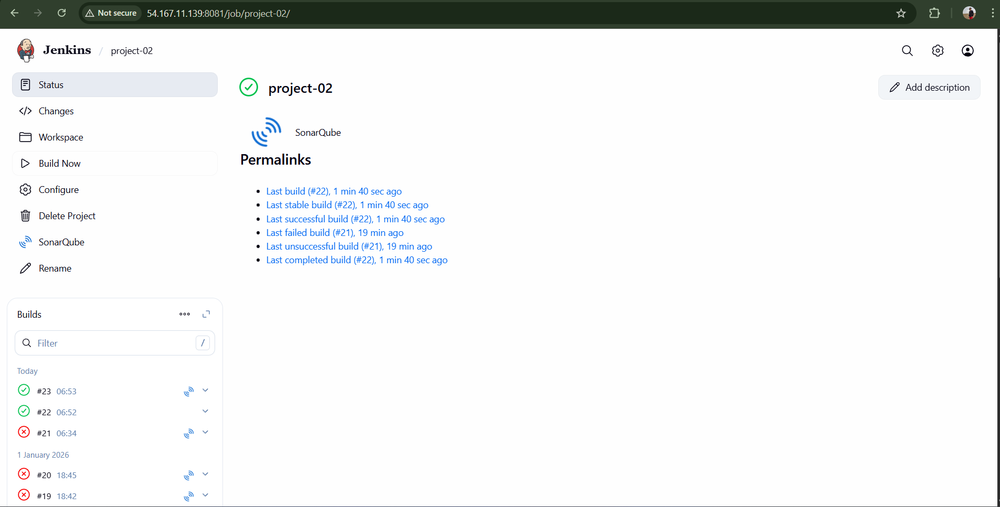 Not secure 54.167.11.139:8081/job/project-02/
Jenkins / project-02
Status
Changes
Workspace
Build Now
Configure
Delete Project
SonarQube
Rename
project-02
Add description
SonarQube
Permalinks
Last build (#22), 1 min 40 sec ago
Last stable build (#22), 1 min 40 sec ago
Last successful build (#22), 1 min 40 sec ago
Last failed build (#21), 19 min ago
Last unsuccessful build (#21), 19 min ago
Last completed build (#22), 1 min 40 sec ago
Builds
Filter /
Today
#23 06:53
#22 06:52
#21 06:34
1 January 2026
#20 18:45
#19 18:42